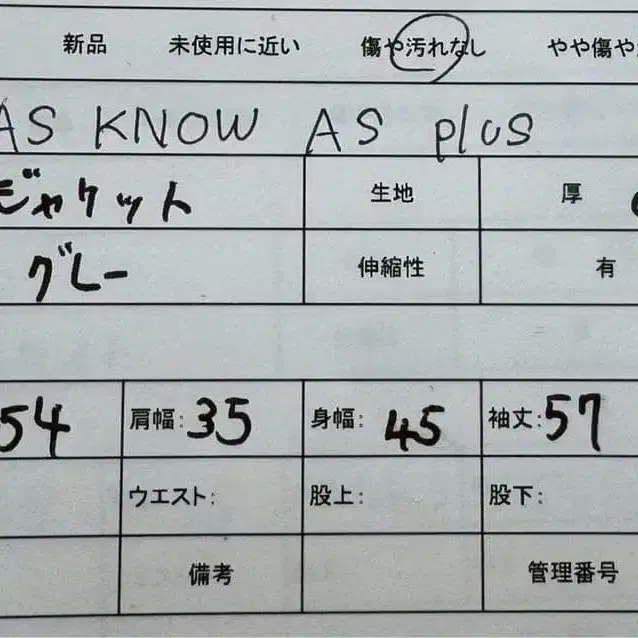 新品 未使用に近い 傷や汚れなし やや傷や
AS KNOW AS plus
ジャケット 生地 厚
グレー 伸縮性 有
54 肩幅: 35 身幅: 45 袖丈: 57
ウエスト: 股上: 股下:
備考 管理番号